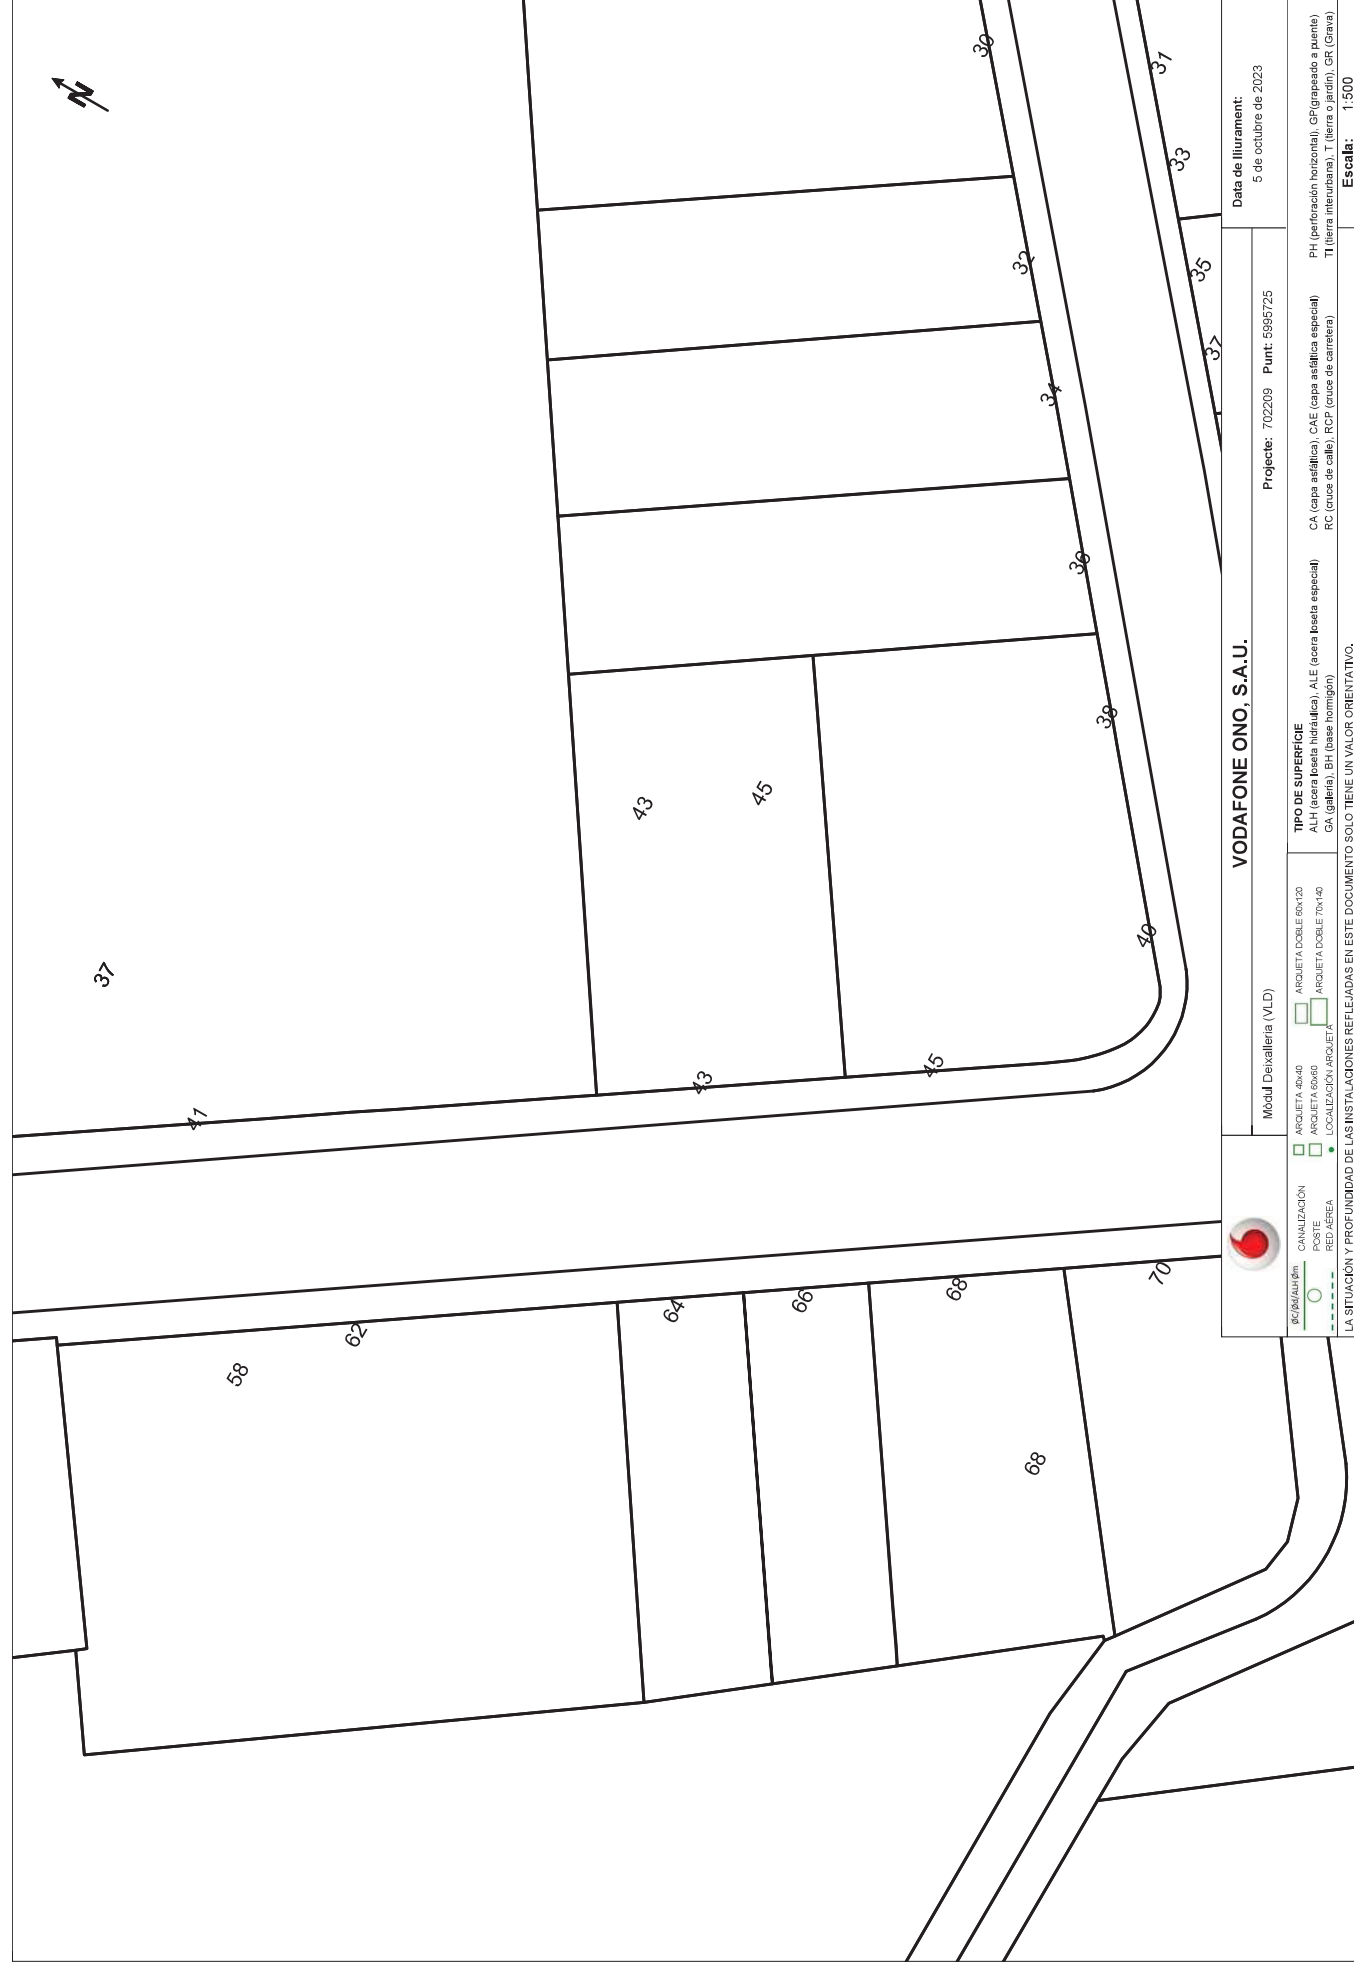 N
37
41
43
45
43
45
30
32
34
36
38
40
31
33
35
37
58
62
64
66
68
68
70
VODAFONE ONO, S.A.U.
Data de lliurament:
5 de octubre de 2023
Mòdul Deixalleria (VLD)
Projecte: 702209 Punt: 5995725
Øc/Ød/ALH Øm
CANALIZACIÓN
POSTE
RED AÉREA
ARQUETA 40x40
ARQUETA 60x60
LOCALIZACIÓN ARQUETA
ARQUETA DOBLE 60x120
ARQUETA DOBLE 70x140
TIPO DE SUPERFÍCIE
ALH (acera loseta hidráulica), ALE (acera loseta especial) CA (capa asfáltica), CAE (capa asfáltica especial) PH (perforación horizontal), GP(grapeado a puente)
GA (galería), BH (base hormigón) RC (cruce de calle), RCP (cruce de carretera) TI (tierra interurbana), T (tierra o jardín), GR (Grava)
LA SITUACIÓN Y PROFUNDIDAD DE LAS INSTALACIONES REFLEJADAS EN ESTE DOCUMENTO SOLO TIENE UN VALOR ORIENTATIVO.
Escala: 1:500